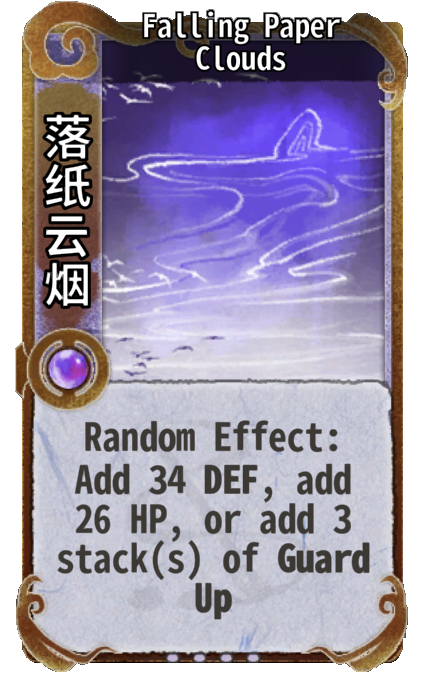 Falling Paper
Clouds
落纸云烟
Random Effect:
Add 34 DEF, add
26 HP, or add 3
stack(s) of Guard
Up